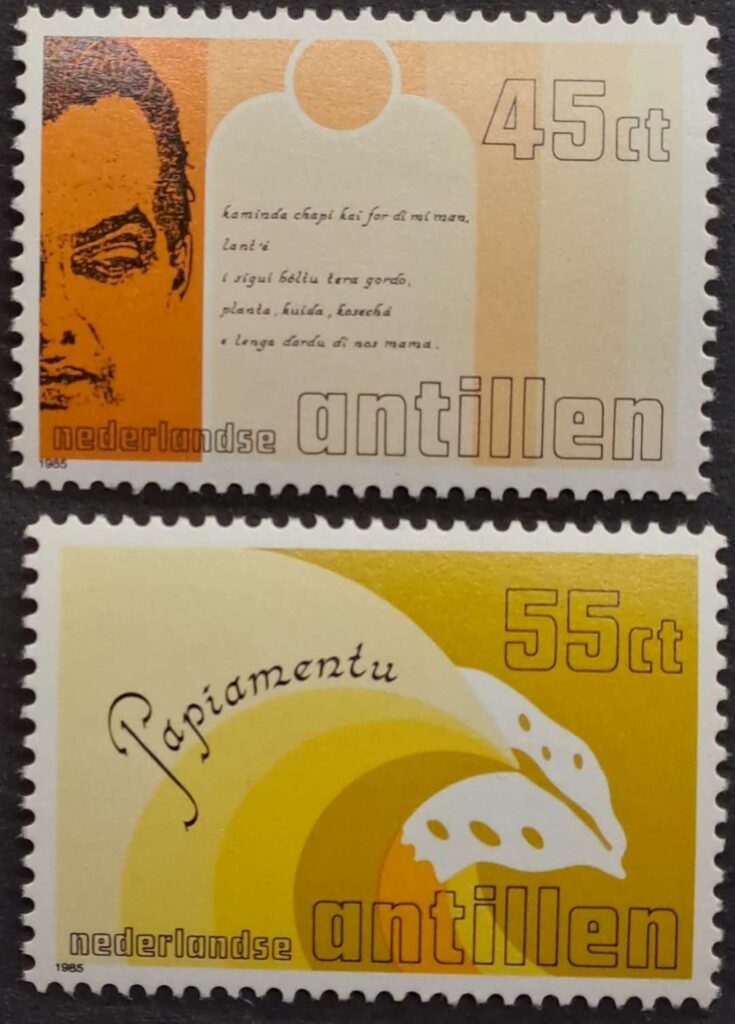 45ct
kaminda chapi kai for di mi man,
lant'é
i sigui bòltu tera gordo,
planta, kuida, kosechá
e lenga dardu di nos mama.
nederlandse antillen
1985
55ct
Papiamentu
nederlandse antillen
1985